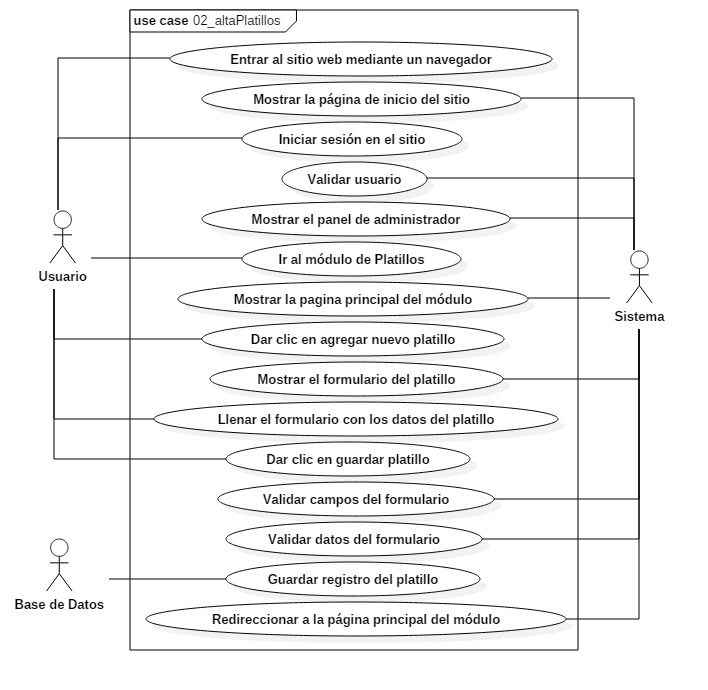 use case 02_altaPlatillos
Entrar al sitio web mediante un navegador
Mostrar la página de inicio del sitio
Iniciar sesión en el sitio
Validar usuario
Mostrar el panel de administrador
Ir al módulo de Platillos
Usuario
Mostrar la pagina principal del módulo
Sistema
Dar clic en agregar nuevo platillo
Mostrar el formulario del platillo
Llenar el formulario con los datos del platillo
Dar clic en guardar platillo
Validar campos del formulario
Validar datos del formulario
Guardar registro del platillo
Base de Datos
Redireccionar a la página principal del módulo